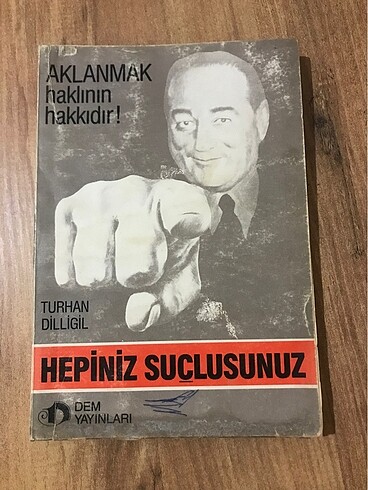 AKLANMAK
haklının
hakkıdır!
TURHAN
DİLLİGİL
HEPİNİZ SUÇLUSUNUZ
DEM
YAYINLARI